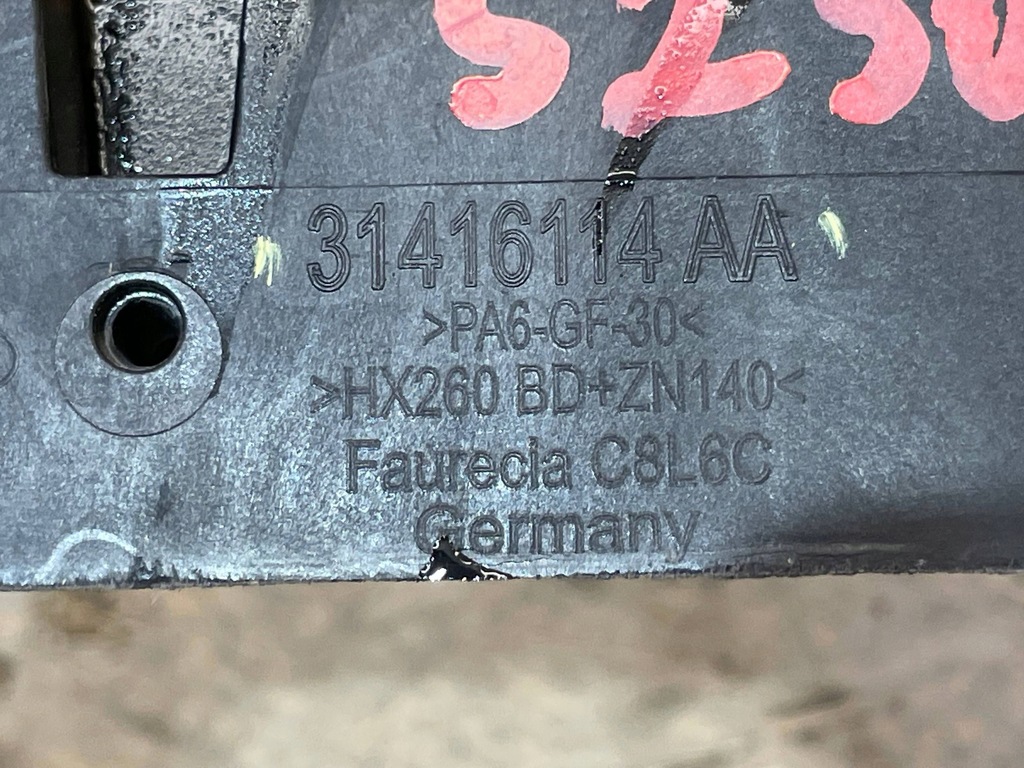 31416114 AA
>PA6-GF-30<
>HX260 BD+ZN140<
Faurecia C8L6C
Germany